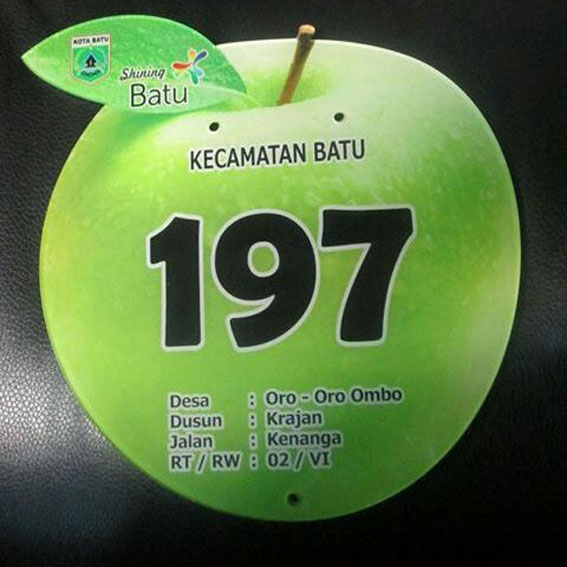 KOTA BATU
Shining
Batu
KECAMATAN BATU
197
Desa : Oro - Oro Ombo
Dusun : Krajan
Jalan : Kenanga
RT / RW : 02 / VI